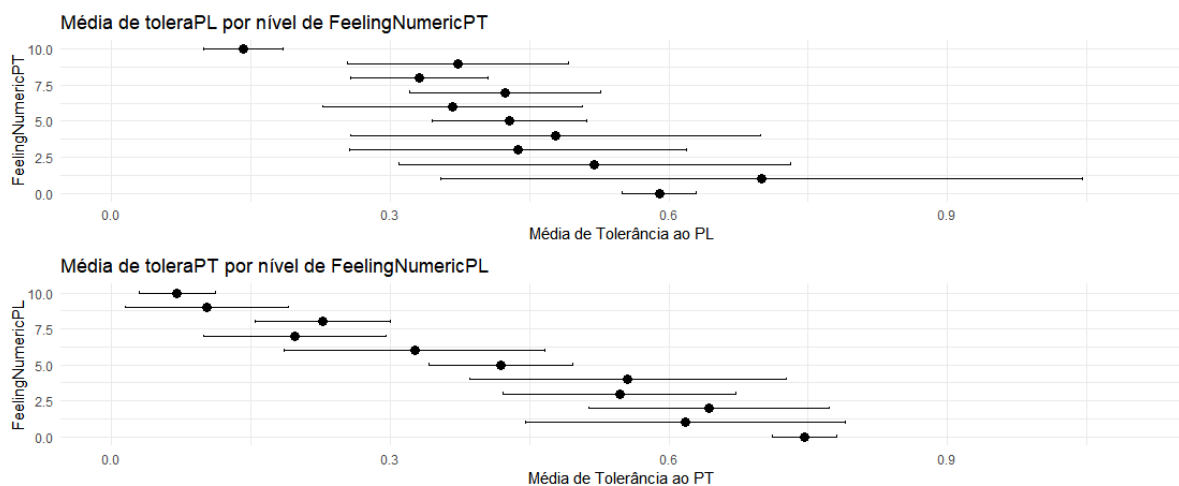 Média de toleraPL por nível de FeelingNumericPT
FeelingNumericPT
10.0
7.5
5.0
2.5
0.0
0.0 0.3 0.6 0.9
Média de Tolerância ao PL
Média de toleraPT por nível de FeelingNumericPL
FeelingNumericPL
10.0
7.5
5.0
2.5
0.0
0.0 0.3 0.6 0.9
Média de Tolerância ao PT